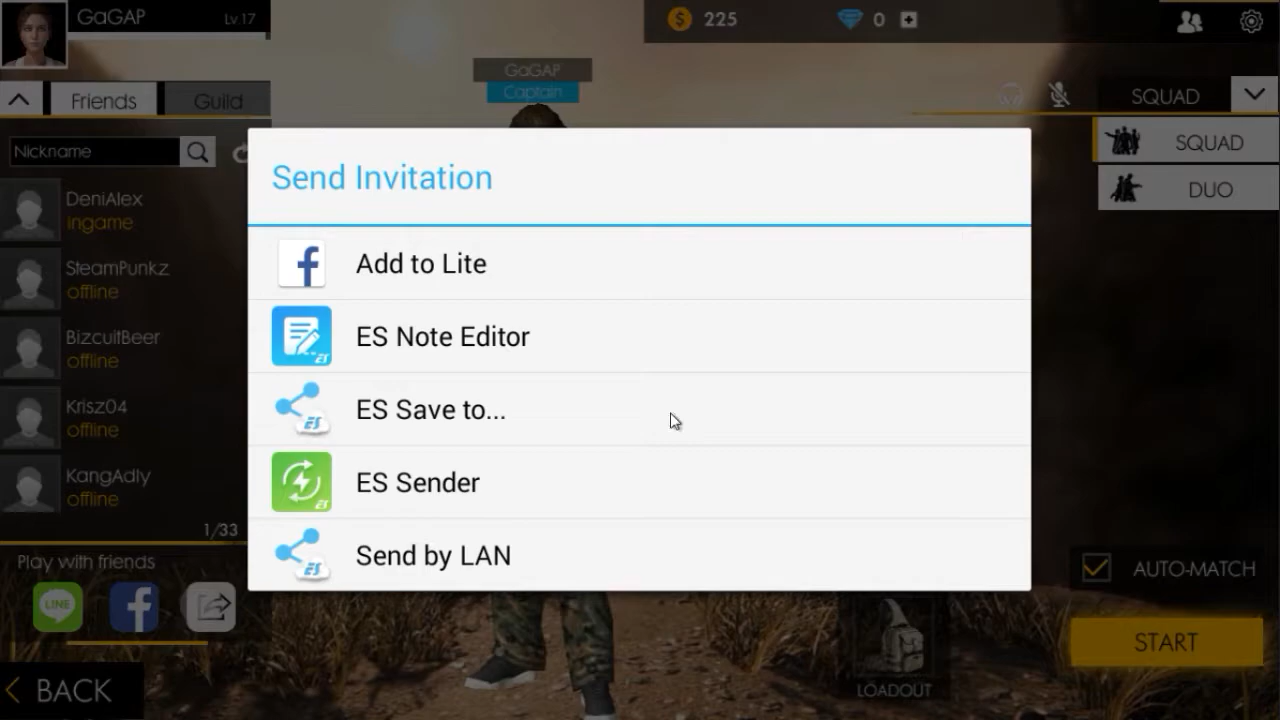 GaGAP
Lv.17
225
0
Friends
Guild
GaGAP
Captain
SQUAD
Nickname
SQUAD
DUO
DeniAlex
ingame
SteamPunkz
offline
BizcuitBeer
offline
Krisz04
offline
KangAdly
offline
1/33
Send Invitation
Add to Lite
ES Note Editor
ES Save to...
ES Sender
Send by LAN
Play with friends
LINE
AUTO-MATCH
START
LOADOUT
BACK